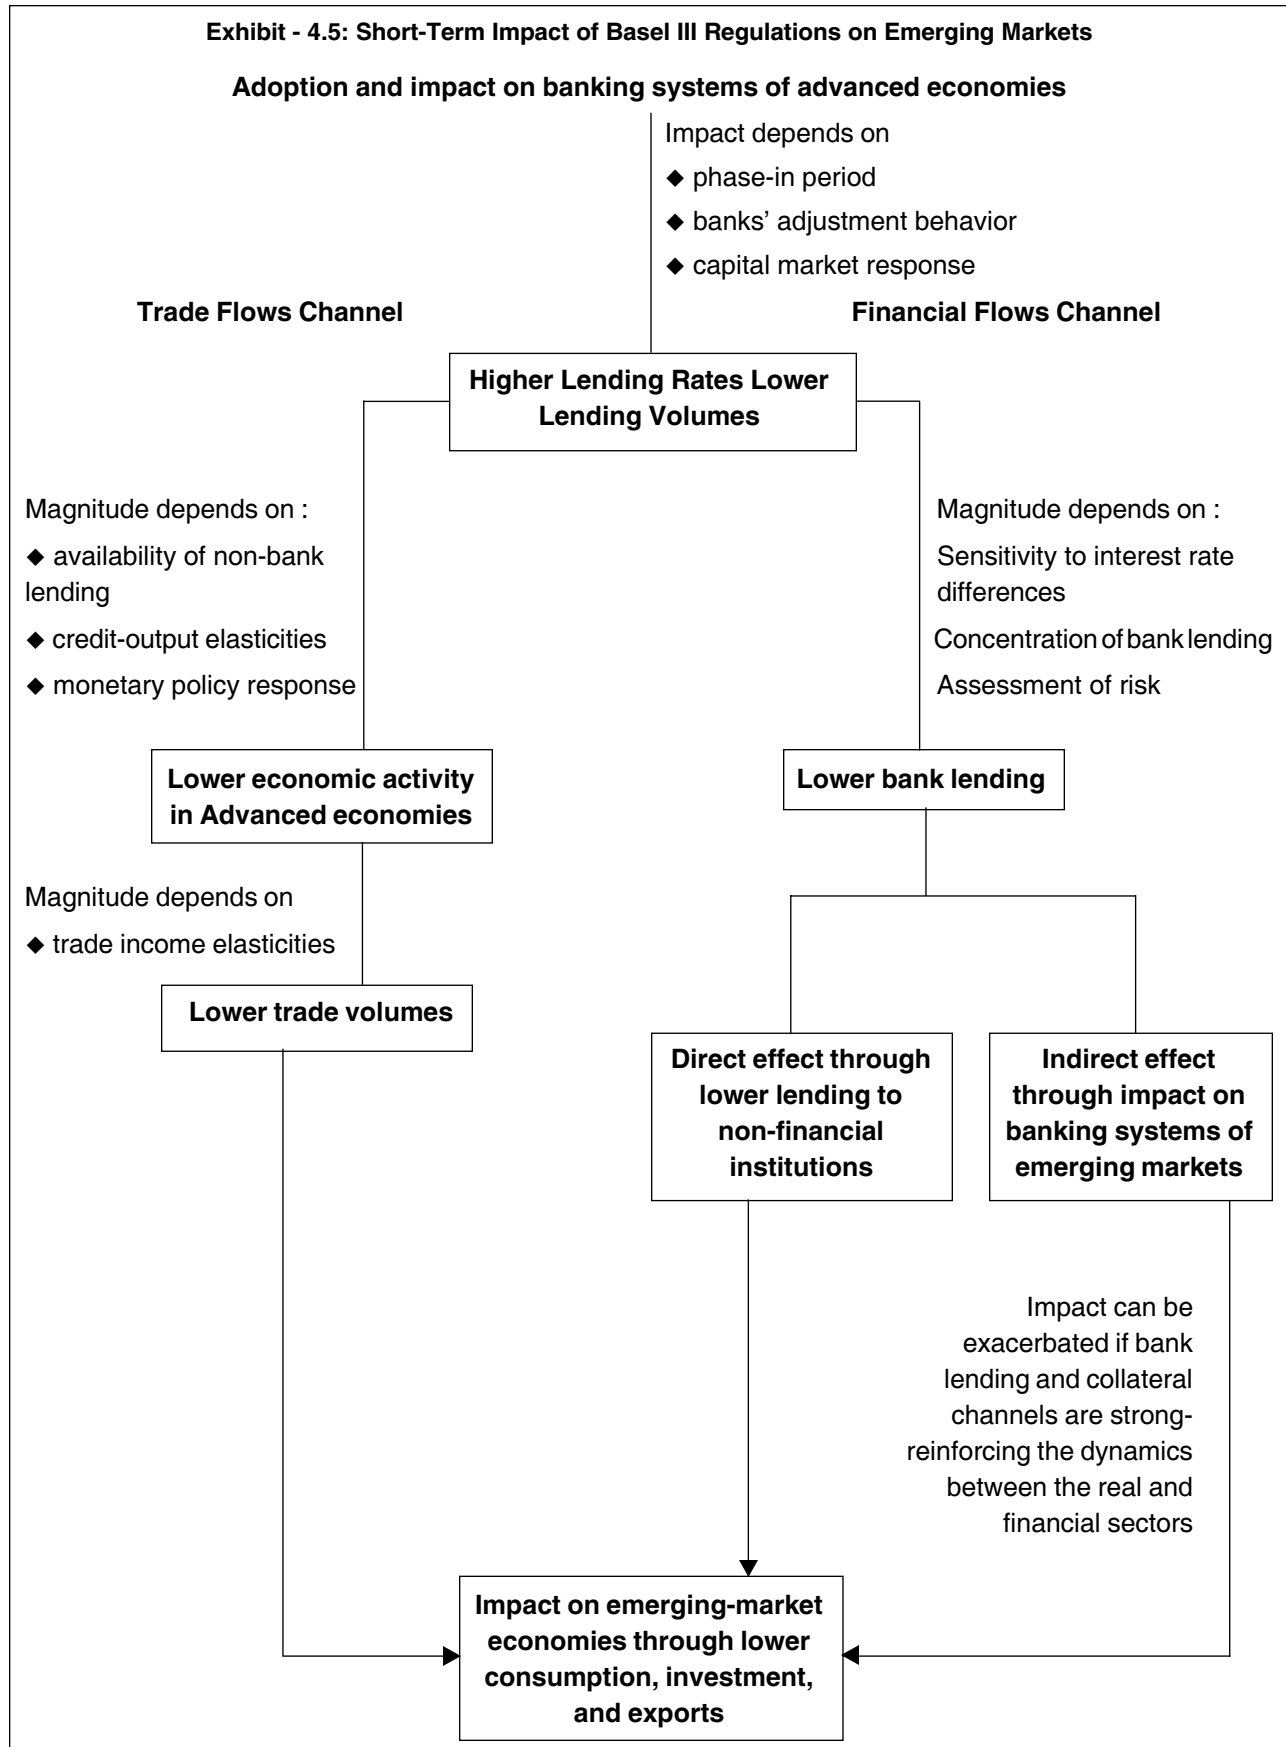 Exhibit - 4.5: Short-Term Impact of Basel III Regulations on Emerging Markets
Adoption and impact on banking systems of advanced economies
Impact depends on
◆ phase-in period
◆ banks’ adjustment behavior
◆ capital market response
Trade Flows Channel
Financial Flows Channel
Higher Lending Rates Lower
Lending Volumes
Magnitude depends on :
◆ availability of non-bank
lending
◆ credit-output elasticities
◆ monetary policy response
Magnitude depends on :
Sensitivity to interest rate
differences
Concentration of bank lending
Assessment of risk
Lower economic activity
in Advanced economies
Lower bank lending
Magnitude depends on
◆ trade income elasticities
Lower trade volumes
Direct effect through
lower lending to
non-financial
institutions
Indirect effect
through impact on
banking systems of
emerging markets
Impact can be
exacerbated if bank
lending and collateral
channels are strong-
reinforcing the dynamics
between the real and
financial sectors
Impact on emerging-market
economies through lower
consumption, investment,
and exports